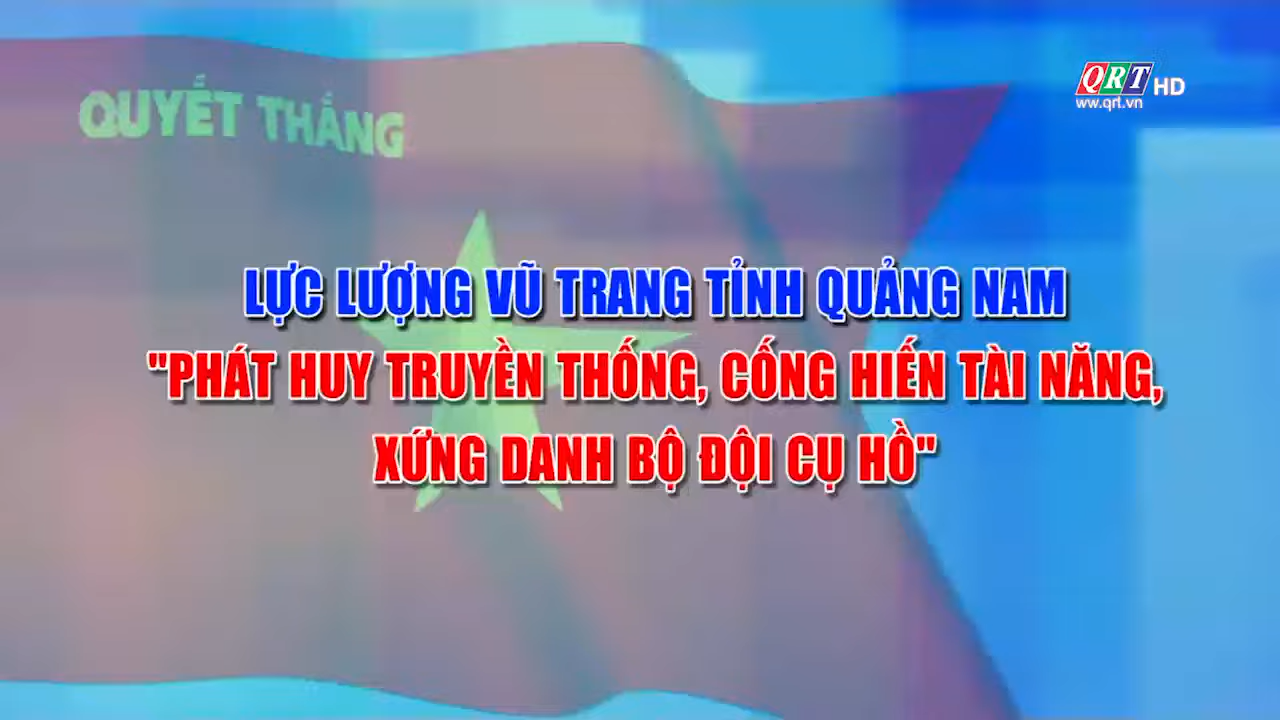 QUYẾT THẮNG
QRT HD
ww.qrt.vn
LỰC LƯỢNG VŨ TRANG TỈNH QUẢNG NAM
"PHÁT HUY TRUYỀN THỐNG, CỐNG HIẾN TÀI NĂNG,
XỨNG DANH BỘ ĐỘI CỤ HỒ"